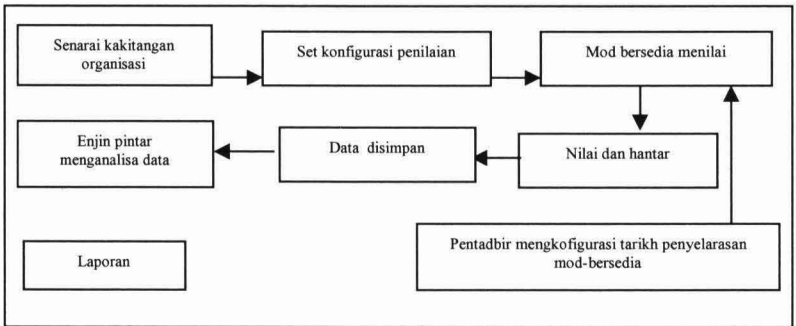 Senarai kakitangan
organisasi
Set konfigurasi penilaian
Mod bersedia menilai
Enjin pintar
menganalisa data
Data disimpan
Nilai dan hantar
Laporan
Pentadbir mengkofigurasi tarikh penyelarasan
mod-bersedia